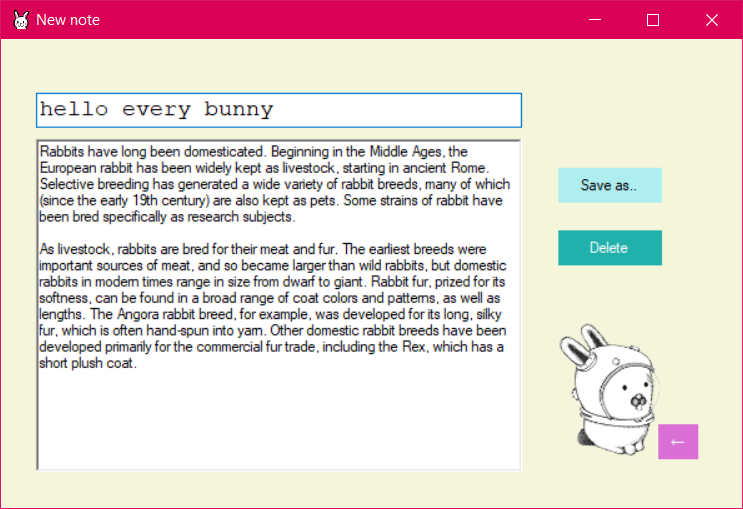 New note
hello every bunny
Rabbits have long been domesticated. Beginning in the Middle Ages, the
European rabbit has been widely kept as livestock, starting in ancient Rome.
Selective breeding has generated a wide variety of rabbit breeds, many of which
(since the early 19th century) are also kept as pets. Some strains of rabbit have
been bred specifically as research subjects.
As livestock, rabbits are bred for their meat and fur. The earliest breeds were
important sources of meat, and so became larger than wild rabbits, but domestic
rabbits in modern times range in size from dwarf to giant. Rabbit fur, prized for its
softness, can be found in a broad range of coat colors and patterns, as well as
lengths. The Angora rabbit breed, for example, was developed for its long, silky
fur, which is often hand-spun into yarn. Other domestic rabbit breeds have been
developed primarily for the commercial fur trade, including the Rex, which has a
short plush coat.
Save as..
Delete
←